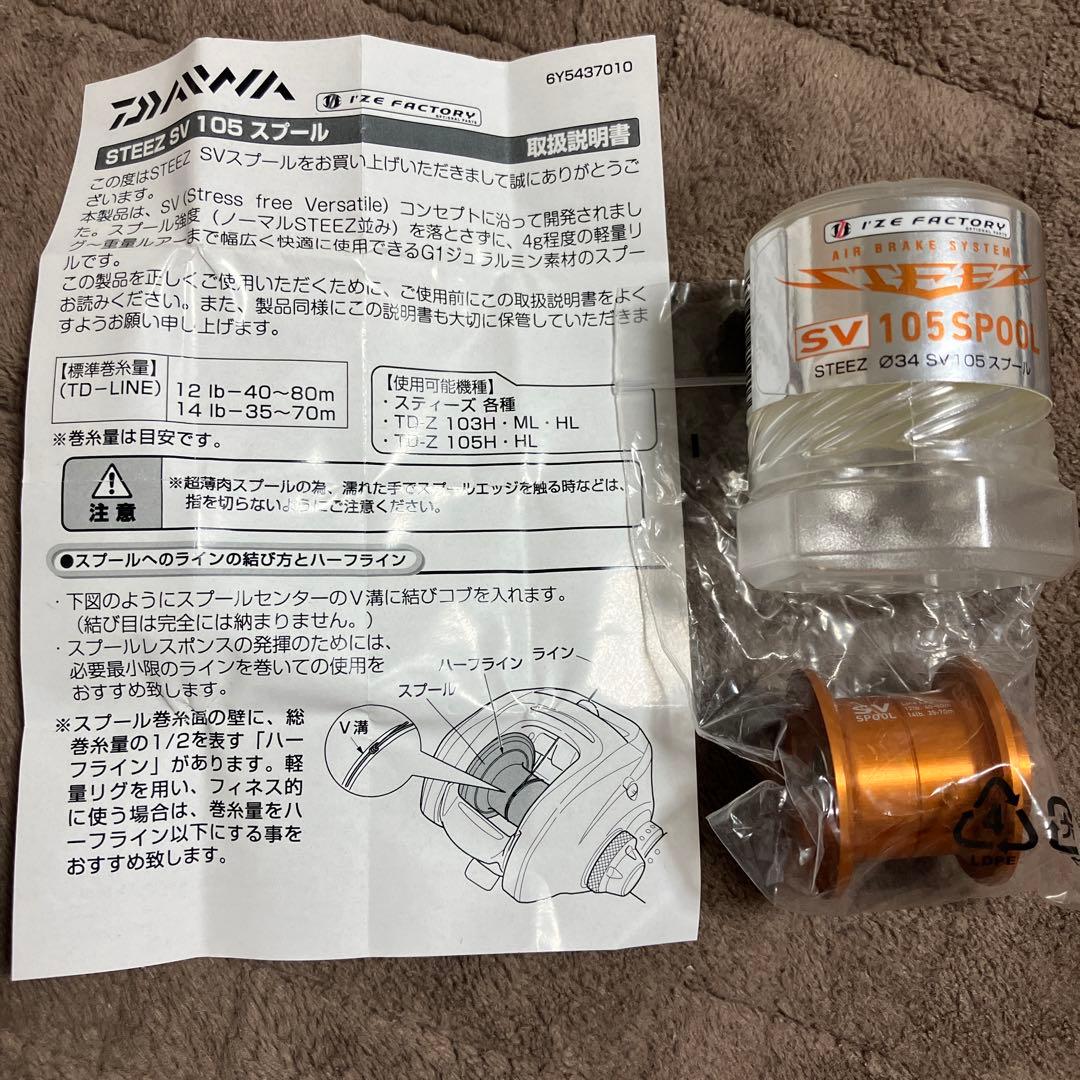 DAIWA
I'ZE FACTORY
OPTIONAL PARTS
6Y5437010
STEEZ SV 105 スプール
取扱説明書
この度はSTEEZ SVスプールをお買い上げいただきまして誠にありがとうご
ざいます。
本製品は、SV(Stress free Versatile) コンセプトに沿って開発されまし
た。スプール強度(ノーマルSTEEZ並み)を落とさずに、4g程度の軽量リ
グ〜重量ルアーまで幅広く快適に使用できるG1ジュラルミン素材のスプー
ルです。
この製品を正しくご使用いただくために、ご使用前にこの取扱説明書をよく
お読みください。また、製品同様にこの説明書も大切に保管していただきま
すようお願い申し上げます。
【標準巻糸量】
(TD-LINE)
12 lb-40〜80m
14 lb-35〜70m
※巻糸量は目安です。
【使用可能機種】
・スティーズ 各種
・TD-Z 103H・ML・HL
・TD-Z 105H・HL
注意
※超薄肉スプールの為、濡れた手でスプールエッジを触る時などは、
指を切らないようにご注意ください。
●スプールへのラインの結び方とハーフライン
・下図のようにスプールセンターのV溝に結びコブを入れます。
(結び目は完全には納まりません。)
・スプールレスポンスの発揮のためには、
必要最小限のラインを巻いての使用を
おすすめ致します。
※スプール巻糸面の壁に、総
巻糸量の1/2を表す「ハー
フライン」があります。軽
量リグを用い、フィネス的
に使う場合は、巻糸量をハ
ーフライン以下にする事を
おすすめ致します。
ハーフライン
ライン
スプール
V溝
I'ZE FACTORY
OPTIONAL PARTS
AIR BRAKE SYSTEM
STEEZ
SV 105 SPOOL
STEEZ Ø34 SV 105 スプール
SV
SPOOL
14lb. 35-70m
4
LDPE